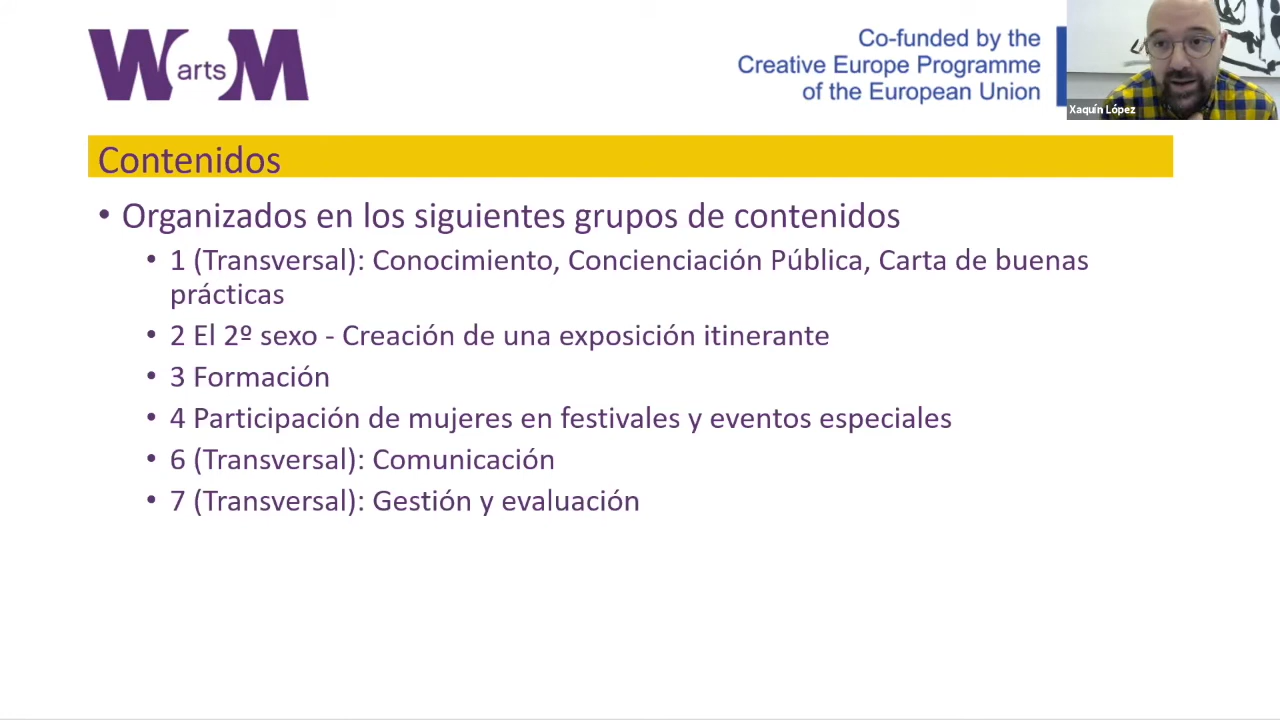 W arts M
Co-funded by the
Creative Europe Programme
of the European Union
Xaquín López
Contenidos
• Organizados en los siguientes grupos de contenidos
• 1 (Transversal): Conocimiento, Concienciación Pública, Carta de buenas
prácticas
• 2 El 2º sexo - Creación de una exposición itinerante
• 3 Formación
• 4 Participación de mujeres en festivales y eventos especiales
• 6 (Transversal): Comunicación
• 7 (Transversal): Gestión y evaluación